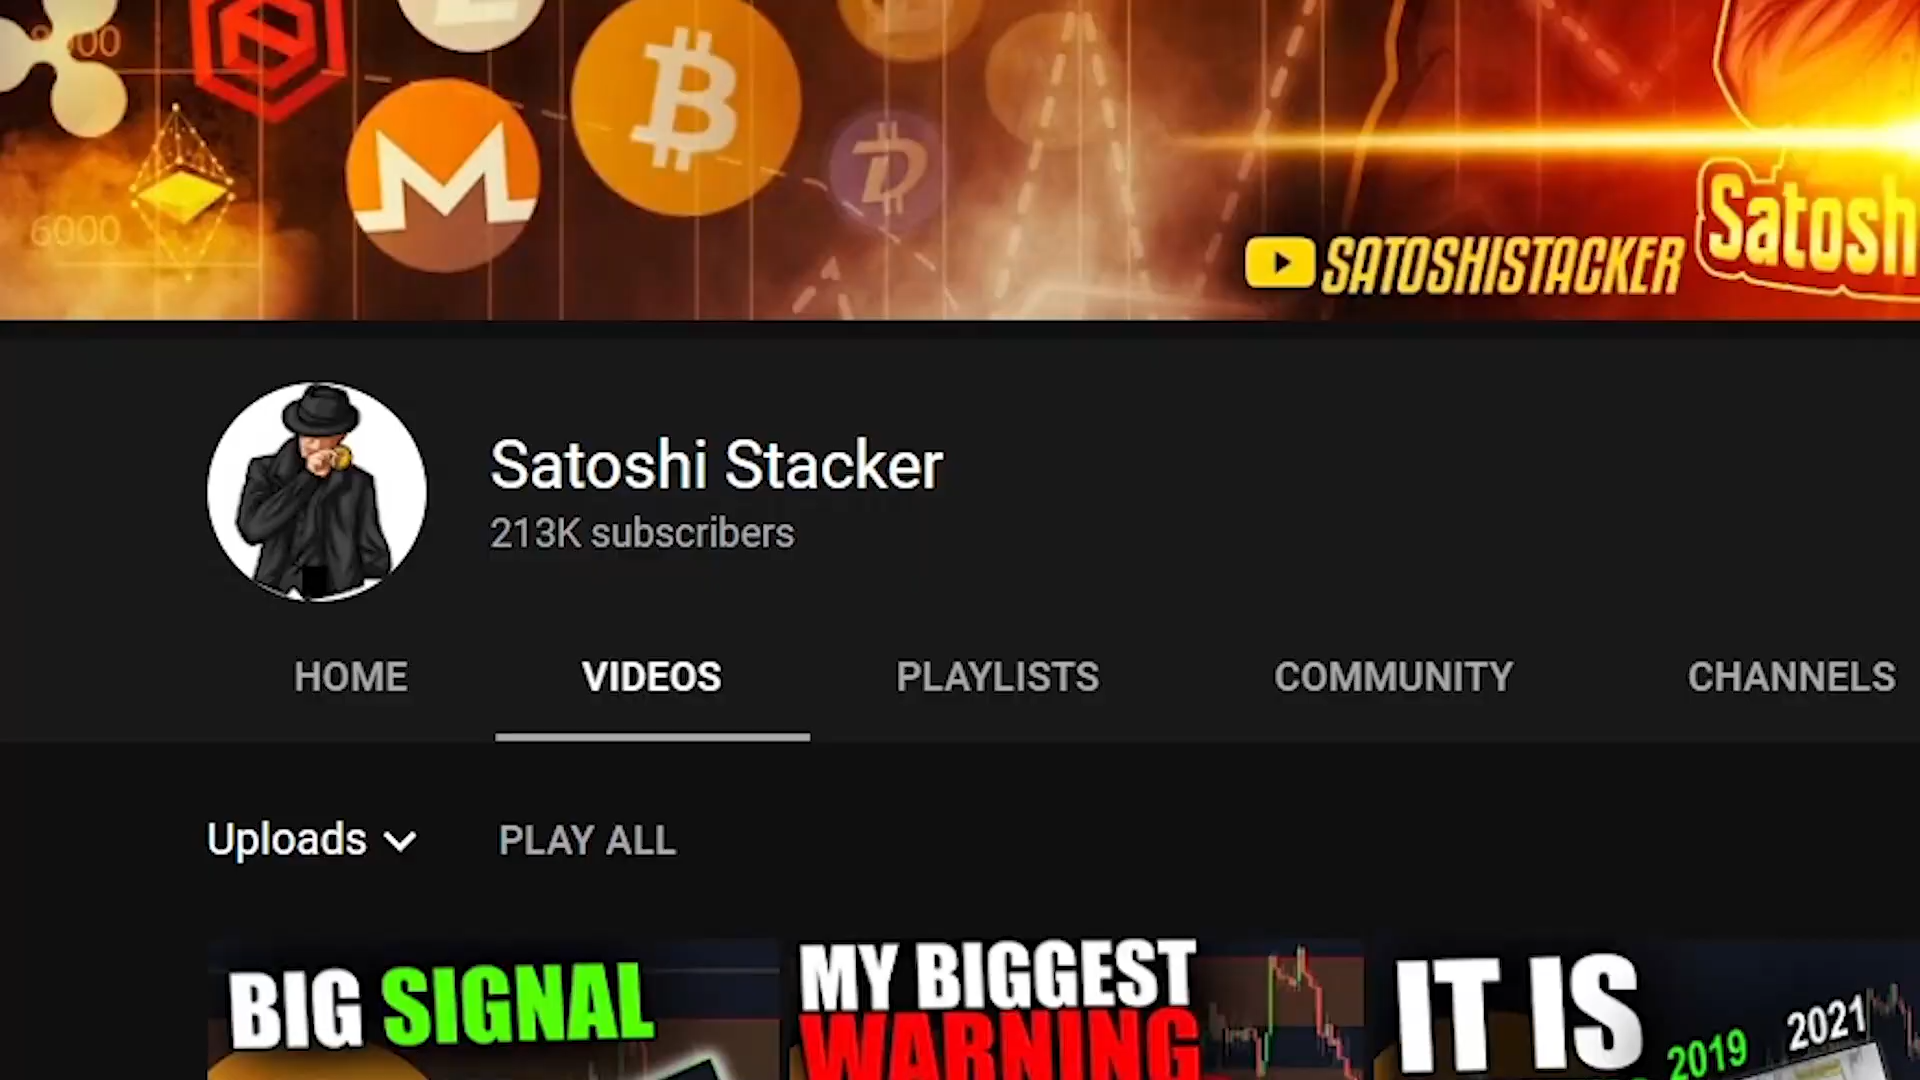 6000
SATOSHISTACKER
Satosh
Satoshi Stacker
213K subscribers
HOME VIDEOS PLAYLISTS COMMUNITY CHANNELS
Uploads PLAY ALL
BIG SIGNAL
MY BIGGEST
WARNING
IT IS
2019 2021